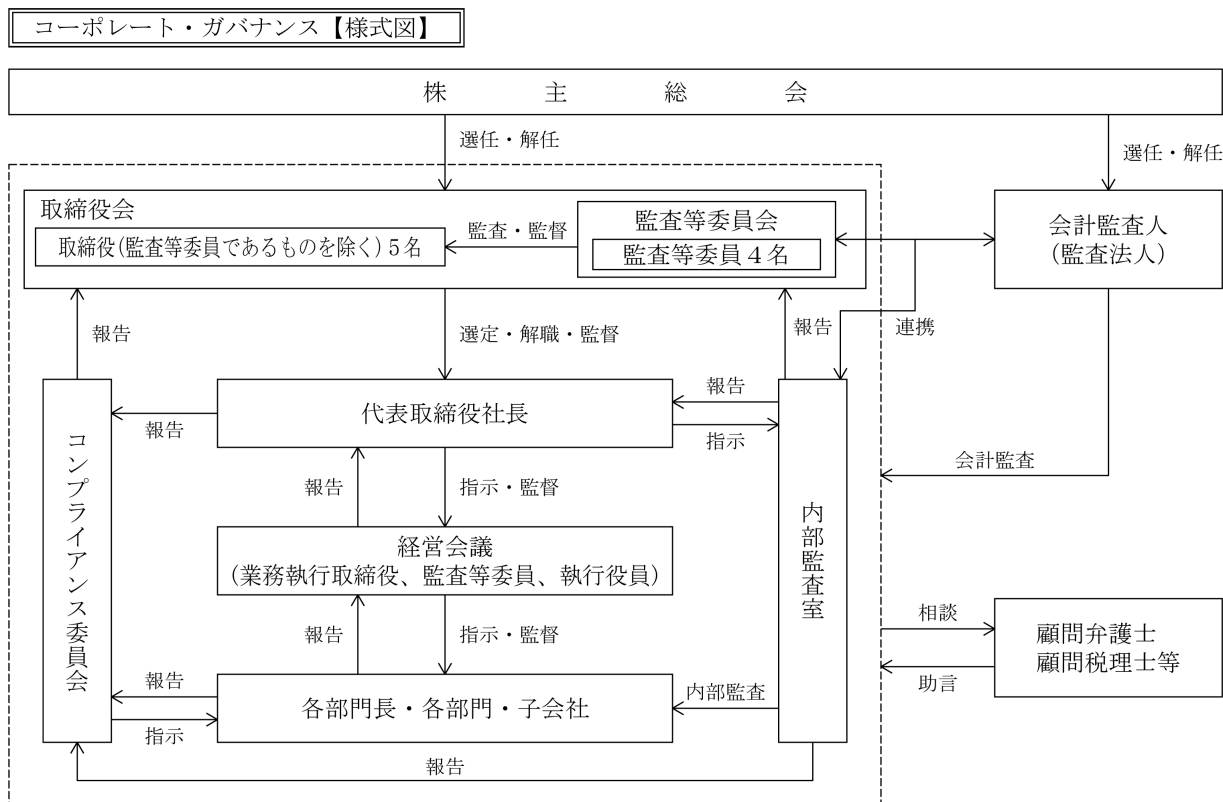 コーポレート・ガバナンス【様式図】
株主総会
選任・解任
選任・解任
取締役会
取締役(監査等委員であるものを除く)5名
監査・監督
監査等委員会
監査等委員4名
会計監査人
(監査法人)
報告
選定・解職・監督
報告
連携
代表取締役社長
報告
報告
指示
会計監査
コンプライアンス委員会
報告
指示・監督
内部監査室
経営会議
(業務執行取締役、監査等委員、執行役員)
報告
指示・監督
相談
顧問弁護士
顧問税理士等
助言
報告
指示
各部門長・各部門・子会社
内部監査
報告